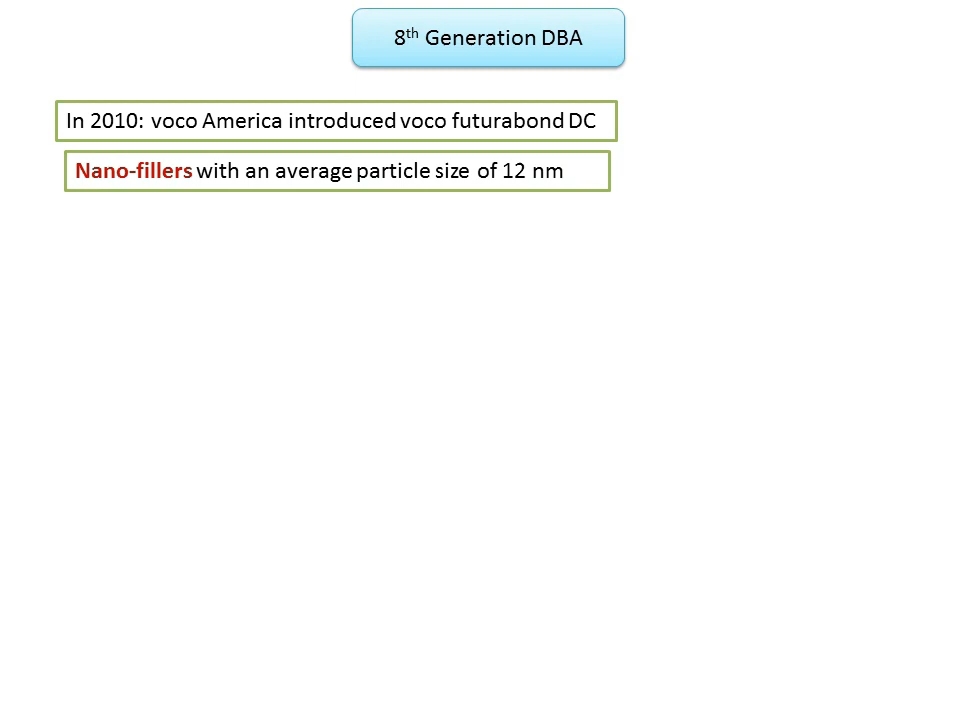 8th Generation DBA
In 2010: voco America introduced voco futurabond DC
Nano-fillers with an average particle size of 12 nm